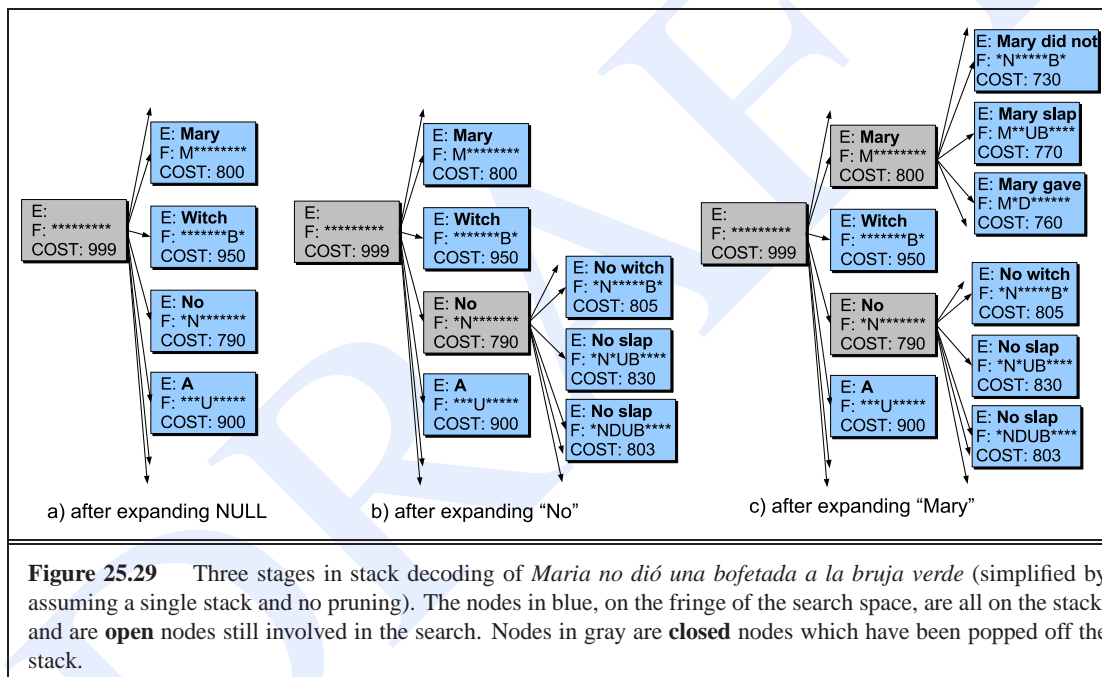 E:
F: *********
COST: 999
E: Mary
F: M********
COST: 800
E: Witch
F: *******B*
COST: 950
E: No
F: *N*******
COST: 790
E: A
F: ***U*****
COST: 900
a) after expanding NULL
E:
F: *********
COST: 999
E: Mary
F: M********
COST: 800
E: Witch
F: *******B*
COST: 950
E: No
F: *N*******
COST: 790
E: A
F: ***U*****
COST: 900
E: No witch
F: *N*****B*
COST: 805
E: No slap
F: *N*UB****
COST: 830
E: No slap
F: *NDUB****
COST: 803
b) after expanding “No”
E:
F: *********
COST: 999
E: Mary
F: M********
COST: 800
E: Witch
F: *******B*
COST: 950
E: No
F: *N*******
COST: 790
E: A
F: ***U*****
COST: 900
E: Mary did not
F: *N*****B*
COST: 730
E: Mary slap
F: M**UB****
COST: 770
E: Mary gave
F: M*D******
COST: 760
E: No witch
F: *N*****B*
COST: 805
E: No slap
F: *N*UB****
COST: 830
E: No slap
F: *NDUB****
COST: 803
c) after expanding “Mary”
Figure 25.29 Three stages in stack decoding of Maria no dió una bofetada a la bruja verde (simplified by
assuming a single stack and no pruning). The nodes in blue, on the fringe of the search space, are all on the stack
and are open nodes still involved in the search. Nodes in gray are closed nodes which have been popped off the
stack.
DRAF